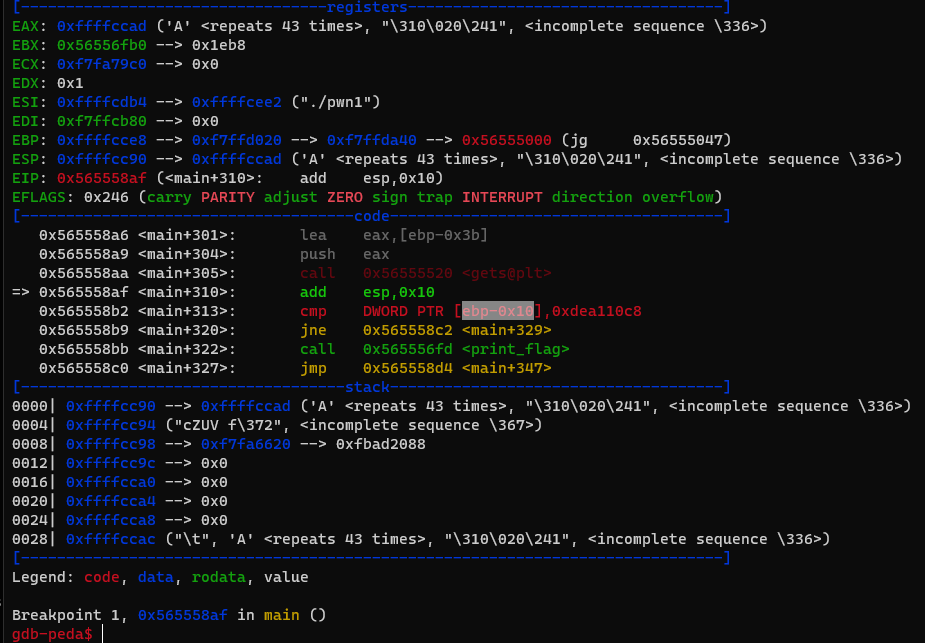 [----------------------------------registers-----------------------------------]
EAX: 0xffffccad ('A' <repeats 43 times>, "\310\020\241", <incomplete sequence \336>)
EBX: 0x56556fb0 --> 0x1eb8
ECX: 0xf7fa79c0 --> 0x0
EDX: 0x1
ESI: 0xffffcdb4 --> 0xffffcee2 ("./pwn1")
EDI: 0xf7ffcb80 --> 0x0
EBP: 0xffffcce8 --> 0xf7ffd020 --> 0xf7ffda40 --> 0x56555000 (jg     0x56555047)
ESP: 0xffffcc90 --> 0xffffccad ('A' <repeats 43 times>, "\310\020\241", <incomplete sequence \336>)
EIP: 0x565558af (<main+310>:    add    esp,0x10)
EFLAGS: 0x246 (carry PARITY adjust ZERO sign trap INTERRUPT direction overflow)
[-------------------------------------code-------------------------------------]
   0x565558a6 <main+301>:       lea    eax,[ebp-0x3b]
   0x565558a9 <main+304>:       push   eax
   0x565558aa <main+305>:       call   0x56555520 <gets@plt>
=> 0x565558af <main+310>:       add    esp,0x10
   0x565558b2 <main+313>:       cmp    DWORD PTR [ebp-0x10],0xdea110c8
   0x565558b9 <main+320>:       jne    0x565558c2 <main+329>
   0x565558bb <main+322>:       call   0x565556fd <print_flag>
   0x565558c0 <main+327>:       jmp    0x565558d4 <main+347>
[------------------------------------stack-------------------------------------]
0000| 0xffffcc90 --> 0xffffccad ('A' <repeats 43 times>, "\310\020\241", <incomplete sequence \336>)
0004| 0xffffcc94 ("cZUV f\372", <incomplete sequence \367>)
0008| 0xffffcc98 --> 0xf7fa6620 --> 0xfbad2088
0012| 0xffffcc9c --> 0x0
0016| 0xffffcca0 --> 0x0
0020| 0xffffcca4 --> 0x0
0024| 0xffffcca8 --> 0x0
0028| 0xffffccac ("\t", 'A' <repeats 43 times>, "\310\020\241", <incomplete sequence \336>)
[------------------------------------------------------------------------------]
Legend: code, data, rodata, value

Breakpoint 1, 0x565558af in main ()
gdb-peda$